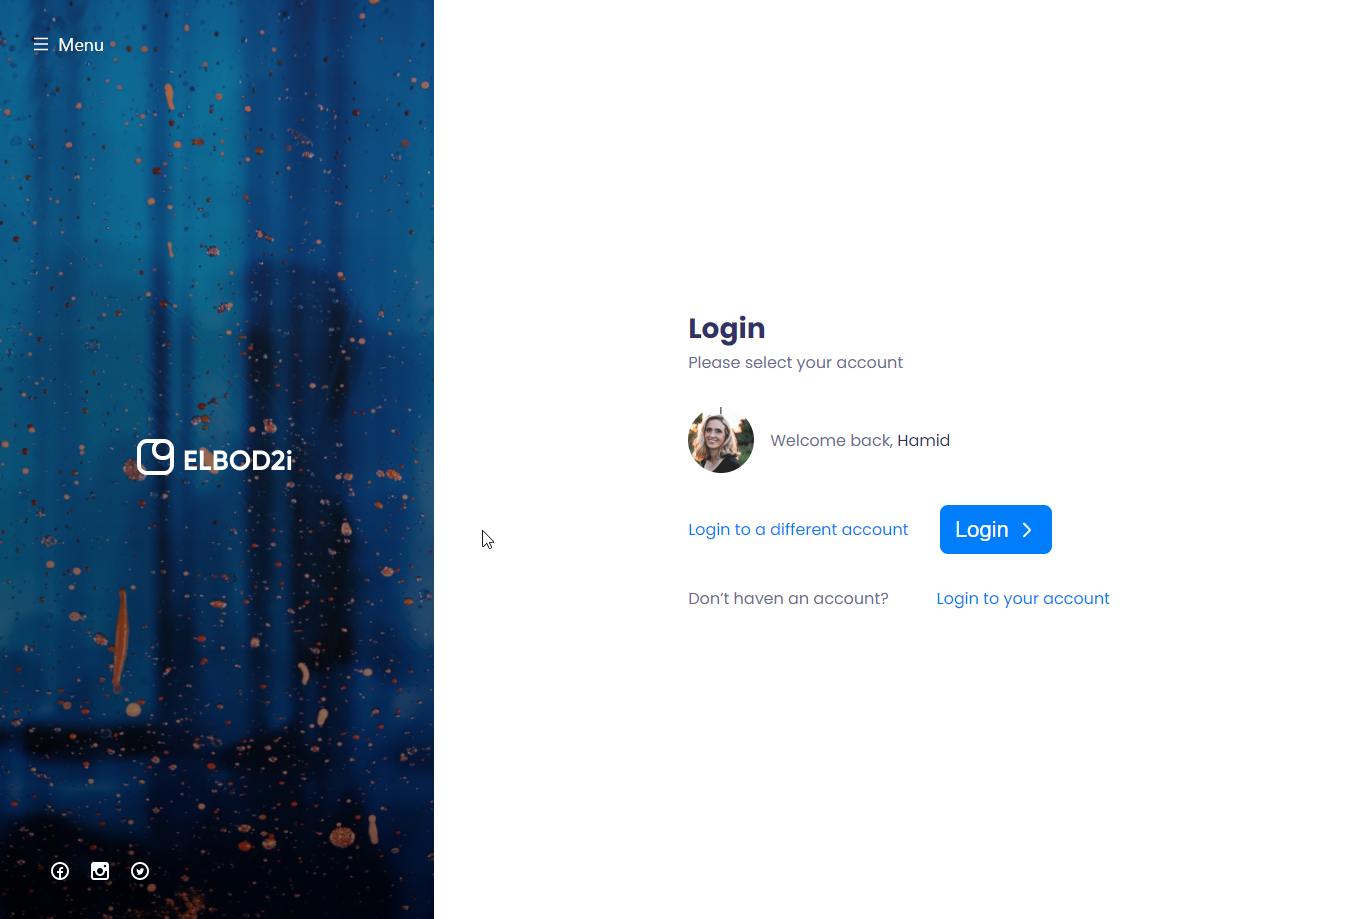 Menu
ELBOD2i
Login
Please select your account
Welcome back, Hamid
Login to a different account
Login
Don’t haven an account?
Login to your account